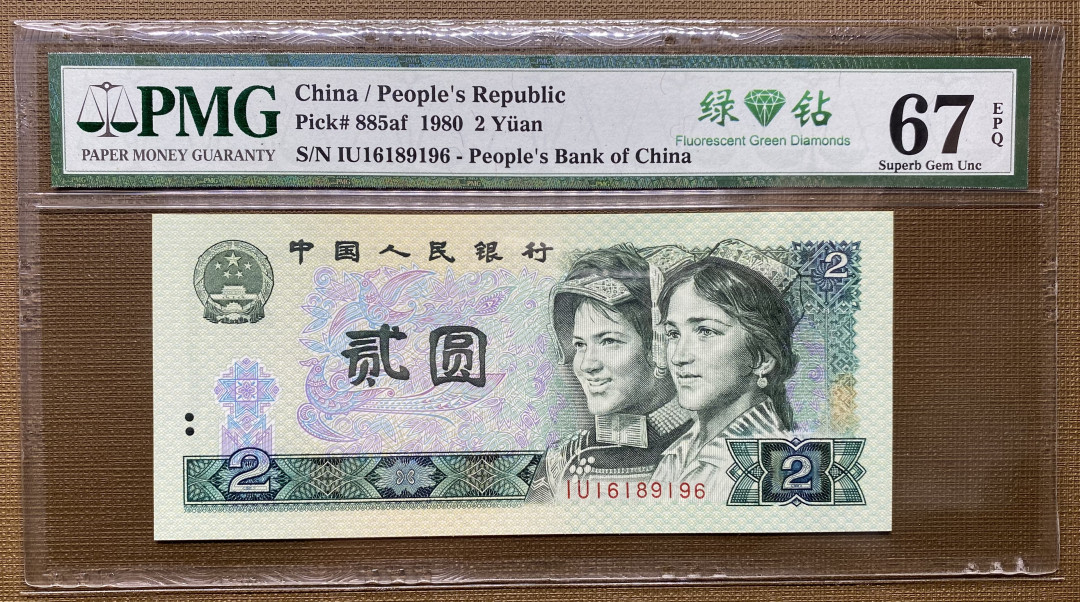 PMG
PAPER MONEY GUARANTY
China / People's Republic
Pick# 885af 1980 2 Yüan
S/N IU16189196 - People's Bank of China
绿 钻
Fluorescent Green Diamonds
67
EPQ
Superb Gem Unc
中国人民银行
2
贰圆
2
IU16189196
2